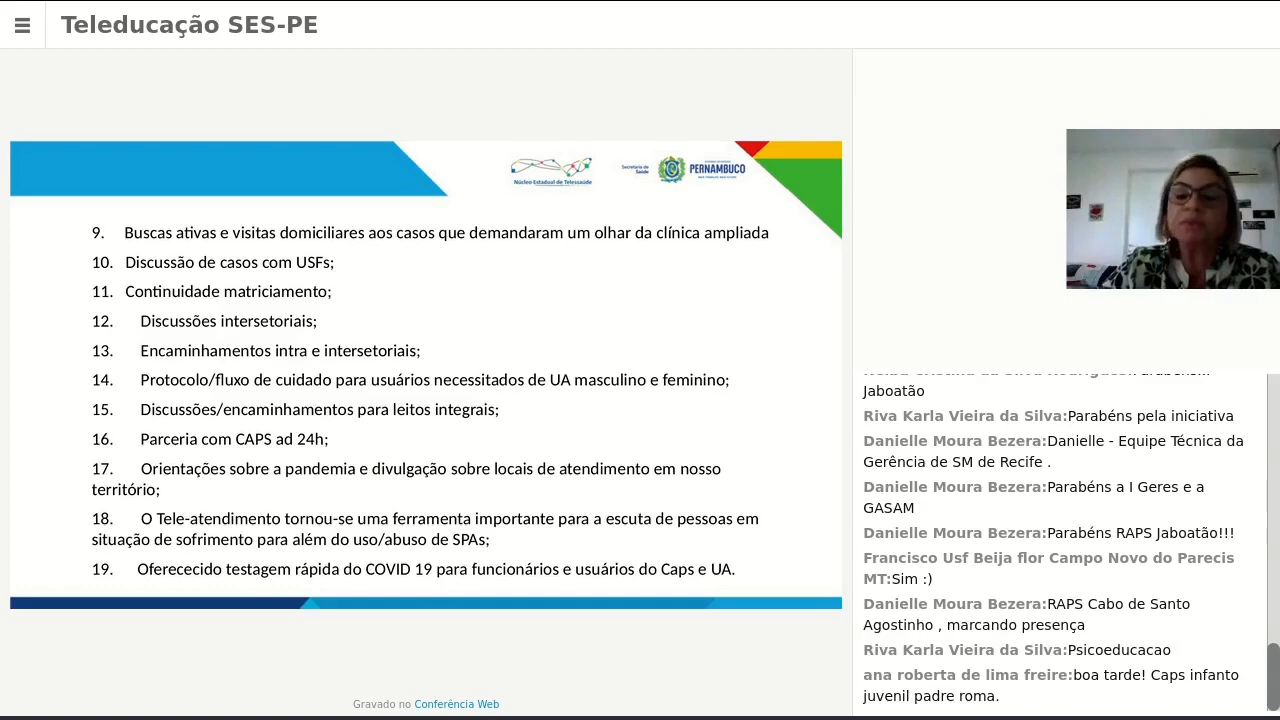 Teleducação SES-PE
Núcleo Estadual de Telessaúde
Secretaria de
Saúde
PERNAMBUCO
9. Buscas ativas e visitas domiciliares aos casos que demandaram um olhar da clínica ampliada
10. Discussão de casos com USFs;
11. Continuidade matriciamento;
12. Discussões intersetoriais;
13. Encaminhamentos intra e intersetoriais;
14. Protocolo/fluxo de cuidado para usuários necessitados de UA masculino e feminino;
15. Discussões/encaminhamentos para leitos integrais;
16. Parceria com CAPS ad 24h;
17. Orientações sobre a pandemia e divulgação sobre locais de atendimento em nosso
território;
18. O Tele-atendimento tornou-se uma ferramenta importante para a escuta de pessoas em
situação de sofrimento para além do uso/abuso de SPAs;
19. Oferececido testagem rápida do COVID 19 para funcionários e usuários do Caps e UA.
Gravado no Conferência Web
Jaboatão
Riva Karla Vieira da Silva:Parabéns pela iniciativa
Danielle Moura Bezera:Danielle - Equipe Técnica da
Gerência de SM de Recife .
Danielle Moura Bezera:Parabéns a I Geres e a
GASAM
Danielle Moura Bezera:Parabéns RAPS Jaboatão!!!
Francisco Usf Beija flor Campo Novo do Parecis
MT:Sim :)
Danielle Moura Bezera:RAPS Cabo de Santo
Agostinho , marcando presença
Riva Karla Vieira da Silva:Psicoeducacao
ana roberta de lima freire:boa tarde! Caps infanto
juvenil padre roma.